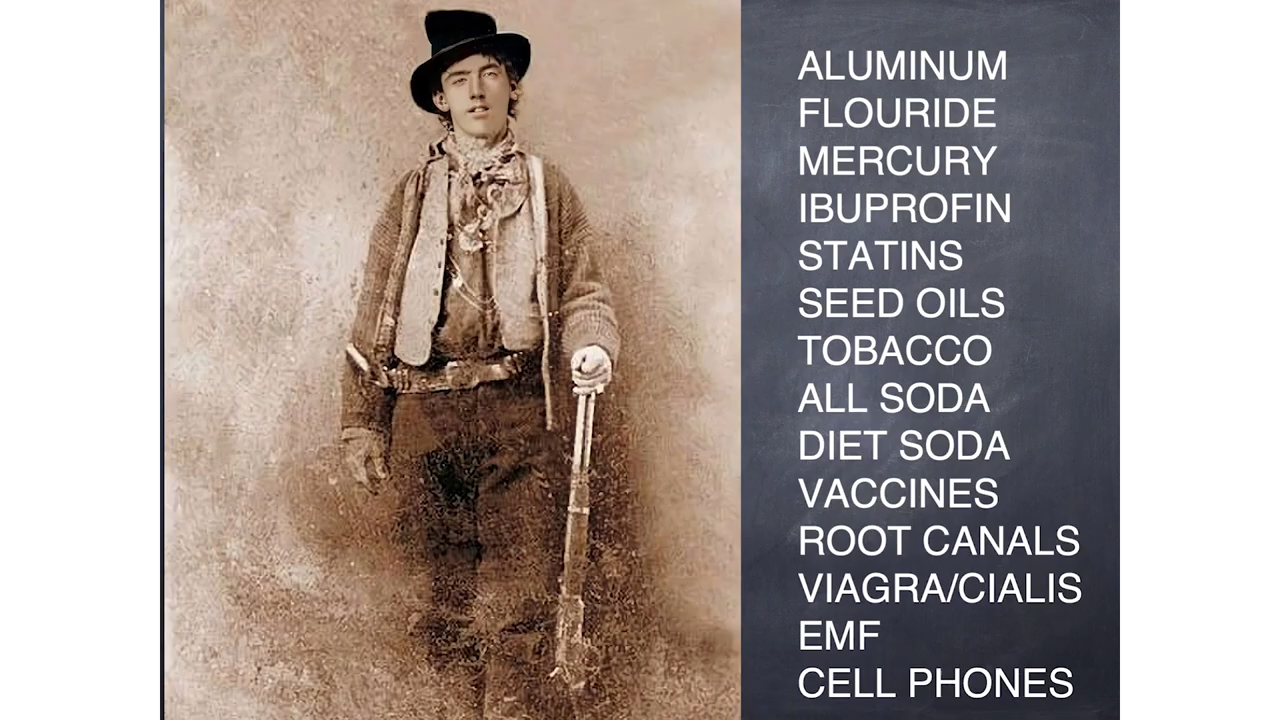 ALUMINUM
FLOURIDE
MERCURY
IBUPROFIN
STATINS
SEED OILS
TOBACCO
ALL SODA
DIET SODA
VACCINES
ROOT CANALS
VIAGRA/CIALIS
EMF
CELL PHONES